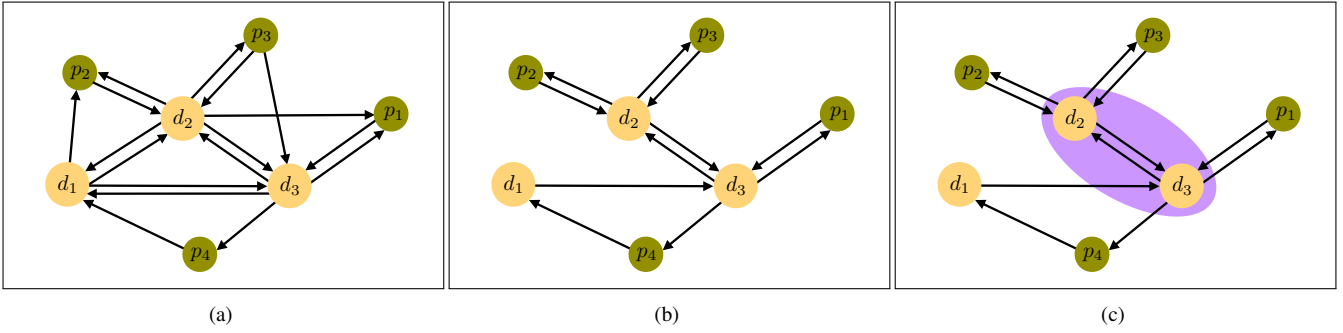 p₃
p₂
d₂
p₁
d₁
d₃
p₄
(a)
p₃
p₂
d₂
p₁
d₁
d₃
p₄
(b)
p₃
p₂
d₂
p₁
d₁
d₃
p₄
(c)